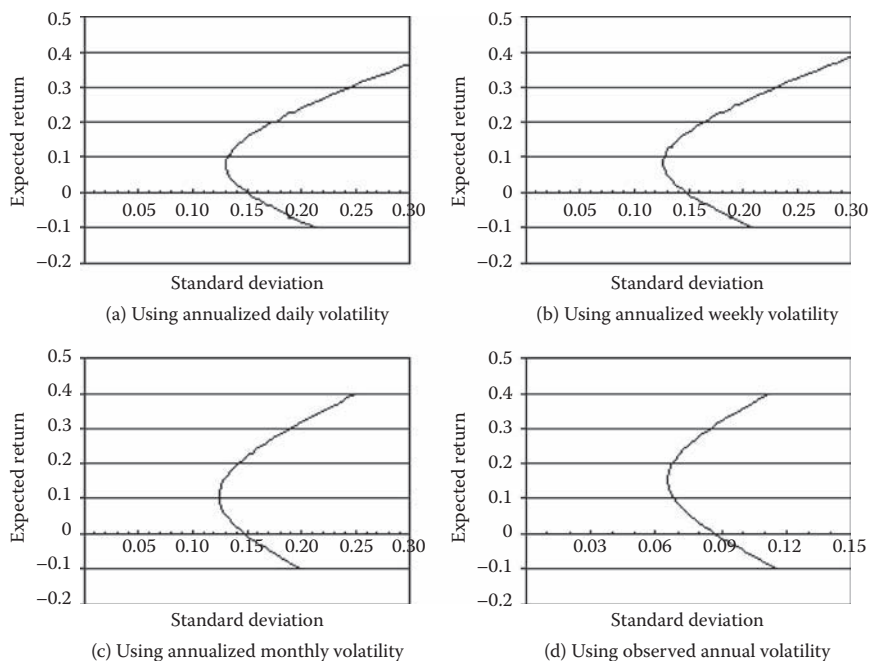 0.5
0.4
0.3
0.2
0.1
0
−0.1
−0.2
Expected return
0.05 0.10 0.15 0.20 0.25 0.30
Standard deviation
(a) Using annualized daily volatility
0.5
0.4
0.3
0.2
0.1
0
−0.1
−0.2
Expected return
0.05 0.10 0.15 0.20 0.25 0.30
Standard deviation
(b) Using annualized weekly volatility
0.5
0.4
0.3
0.2
0.1
0
−0.1
−0.2
Expected return
0.05 0.10 0.15 0.20 0.25 0.30
Standard deviation
(c) Using annualized monthly volatility
0.5
0.4
0.3
0.2
0.1
0
−0.1
−0.2
Expected return
0.03 0.06 0.09 0.12 0.15
Standard deviation
(d) Using observed annual volatility